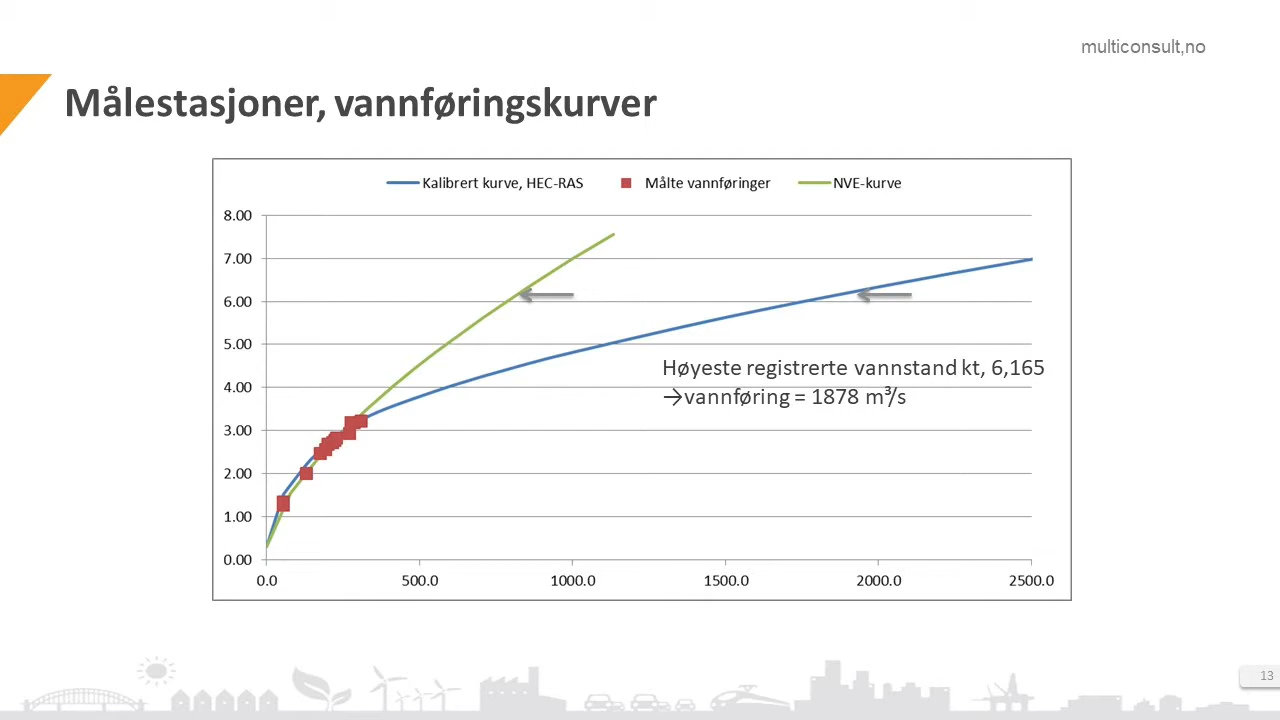 multiconsult,no
Målestasjoner, vannføringskurver
Kalibrert kurve, HEC-RAS
Målte vannføringer
NVE-kurve
8.00
7.00
6.00
5.00
4.00
3.00
2.00
1.00
0.00
Høyeste registrerte vannstand kt, 6,165
→vannføring = 1878 m³/s
0.0
500.0
1000.0
1500.0
2000.0
2500.0
13